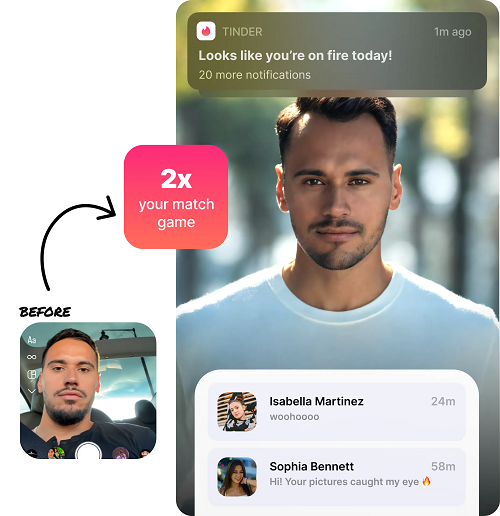 TINDER 1m ago
Looks like you're on fire today!
20 more notifications
2x
your match
game
BEFORE
Aa
Isabella Martinez 24m
woohoooo
Sophia Bennett 58m
Hi! Your pictures caught my eye 🔥